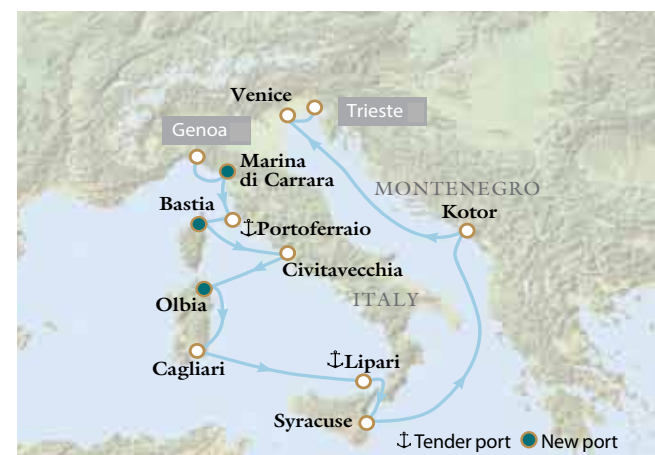 Venice
Trieste
Genoa
Marina
di Carrara
MONTENEGRO
Bastia
Kotor
⚓Portoferraio
Civitavecchia
Olbia
ITALY
⚓Lipari
Cagliari
Syracuse
⚓Tender port New port